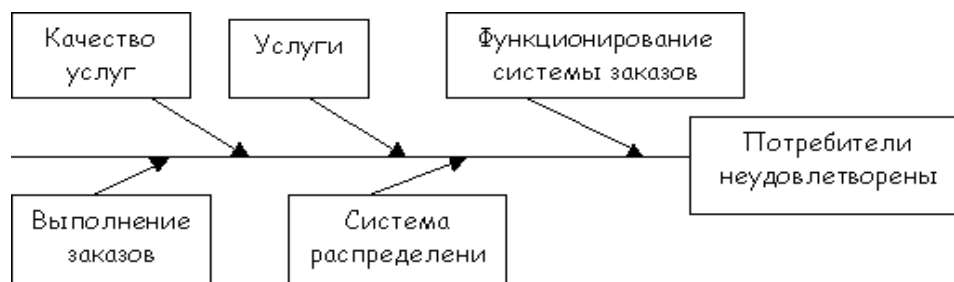 Качество
услуг
Услуги
Функционирование
системы заказов
Потребители
неудовлетворены
Выполнение
заказов
Система
распределени